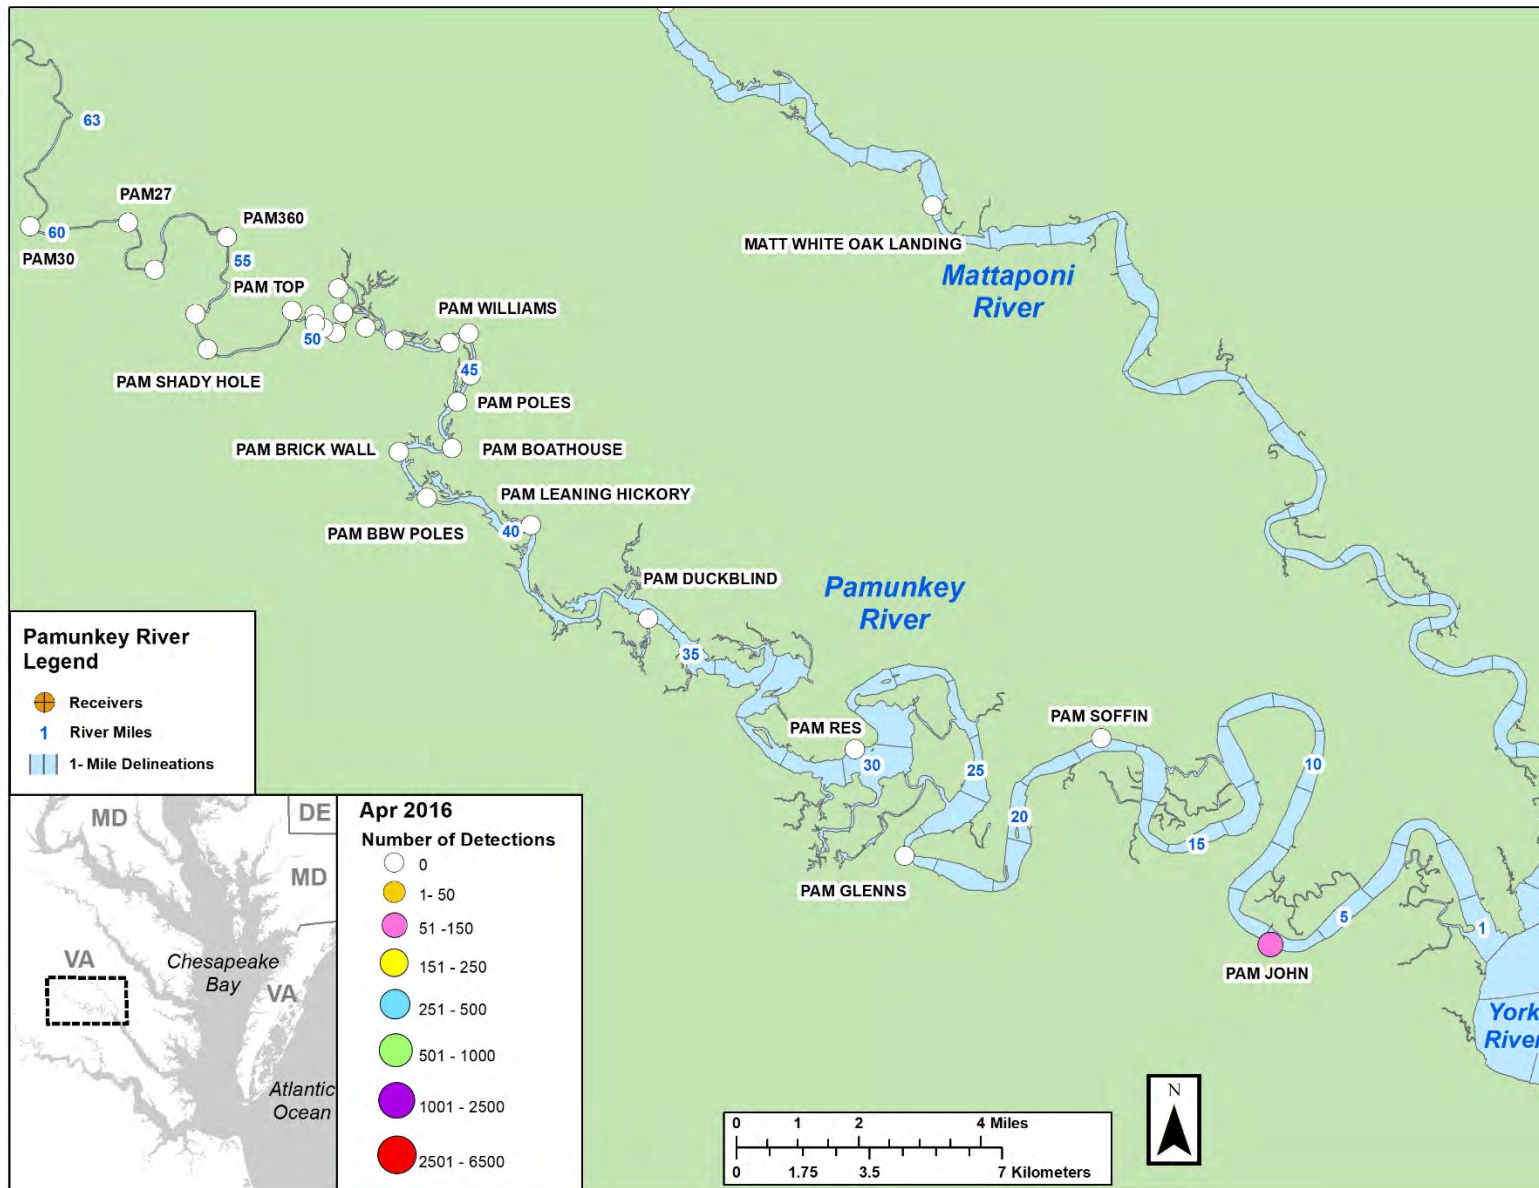 63
PAM27
PAM360
60
PAM30
55
PAM TOP
50
PAM WILLIAMS
PAM SHADY HOLE
45
PAM POLES
PAM BRICK WALL
PAM BOATHOUSE
PAM LEANING HICKORY
PAM BBW POLES
40
PAM DUCKBLIND
35
MATT WHITE OAK LANDING
Mattaponi
River
Pamunkey
River
PAM RES
30
25
PAM SOFFIN
20
PAM GLENNS
15
10
5
1
PAM JOHN
York
River
Pamunkey River
Legend
Receivers
1 River Miles
1- Mile Delineations
MD
DE
MD
VA
Chesapeake
Bay
VA
Atlantic
Ocean
Apr 2016
Number of Detections
0
1- 50
51 -150
151 - 250
251 - 500
501 - 1000
1001 - 2500
2501 - 6500
0 1 2 4 Miles
0 1.75 3.5 7 Kilometers
N